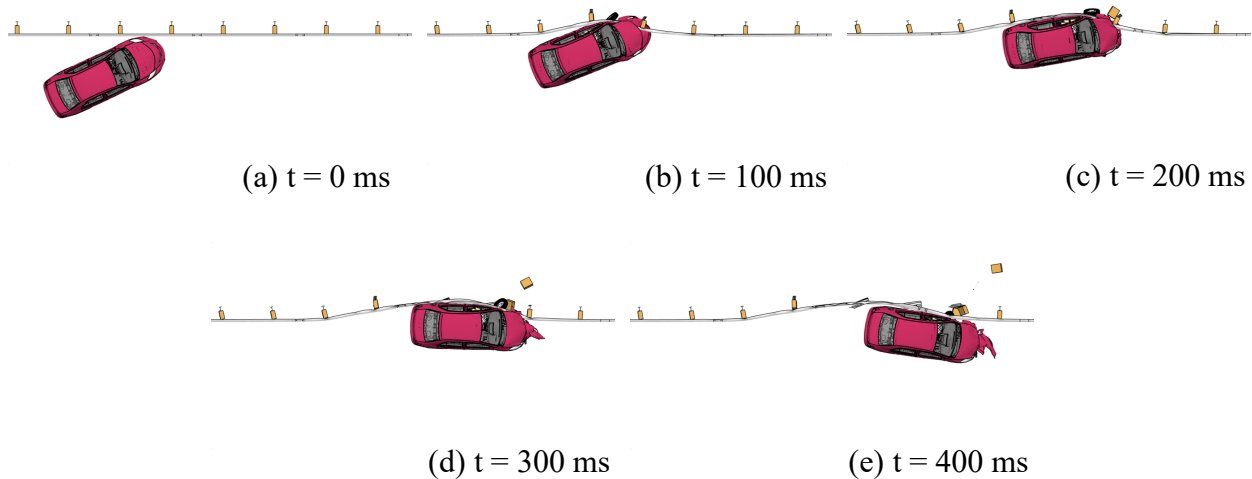 (a) t = 0 ms
(b) t = 100 ms
(c) t = 200 ms
(d) t = 300 ms
(e) t = 400 ms